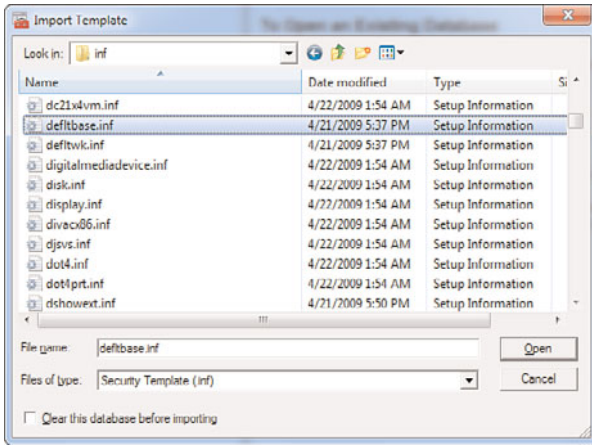 Import Template
To Open an Existing Database
Look in: inf
Name Date modified Type Si
dc21x4vm.inf 4/22/2009 1:54 AM Setup Information
defltbase.inf 4/21/2009 5:37 PM Setup Information
defltwk.inf 4/21/2009 5:37 PM Setup Information
digitalmediadevice.inf 4/22/2009 1:54 AM Setup Information
disk.inf 4/22/2009 1:54 AM Setup Information
display.inf 4/22/2009 1:54 AM Setup Information
divacx86.inf 4/22/2009 1:54 AM Setup Information
djsvs.inf 4/22/2009 1:54 AM Setup Information
dot4.inf 4/22/2009 1:54 AM Setup Information
dot4prt.inf 4/22/2009 1:54 AM Setup Information
dshowext.inf 4/21/2009 5:50 PM Setup Information
File name: defltbase.inf Open
Files of type: Security Template (.inf) Cancel
Clear this database before importing